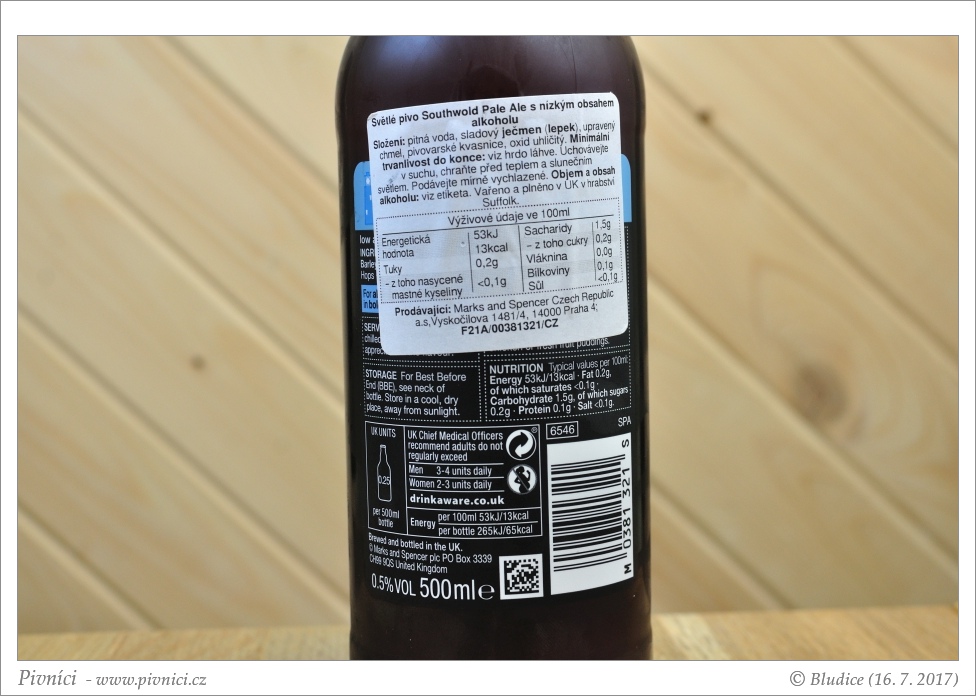 Světlé pivo Southwold Pale Ale s nízkým obsahem
alkoholu
Složení: pitná voda, sladový ječmen (lepek), upravený
chmel, pivovarské kvasnice, oxid uhličitý. Minimální
trvanlivost do konce: viz hrdo láhve. Uchovávejte
v suchu, chraňte před teplem a slunečním
světlem. Podávejte mírně vychlazené. Objem a obsah
alkoholu: viz etiketa. Vařeno a plněno v UK v hrabství
Suffolk.
Výživové údaje ve 100ml
Energetická hodnota 53kJ 13kcal
Tuky 0,2g
- z toho nasycené mastné kyseliny <0,1g
Sacharidy 1,5g
- z toho cukry 0,2g
Vláknina 0,0g
Bílkoviny 0,1g
Sůl <0,1g
Prodávající: Marks and Spencer Czech Republic
a.s,Vyskočilova 1481/4, 14000 Praha 4;
F21A/00381321/CZ
low
Barley
Hops
For al
chilled
fresh fruit puddings.
STORAGE For Best Before
End (BBE), see neck of
bottle. Store in a cool, dry
place, away from sunlight.
NUTRITION Typical values per 100ml
Energy 53kJ/13kcal · Fat 0.2g,
of which saturates <0.1g ·
Carbohydrate 1.5g, of which sugars
0.2g · Protein 0.1g · Salt <0.1g.
UK UNITS
0.25
per 500ml
bottle
UK Chief Medical Officers
recommend adults do not
regularly exceed
Men 3-4 units daily
Women 2-3 units daily
drinkaware.co.uk
Energy per 100ml 53kJ/13kcal
per bottle 265kJ/65kcal
6546
SPA
M 0381 321 S
Brewed and bottled in the UK.
© Marks and Spencer plc PO Box 3339
CH99 9QS United Kingdom
0.5% VOL 500ml e
Pivníci - www.pivnici.cz
© Bludice (16. 7. 2017)